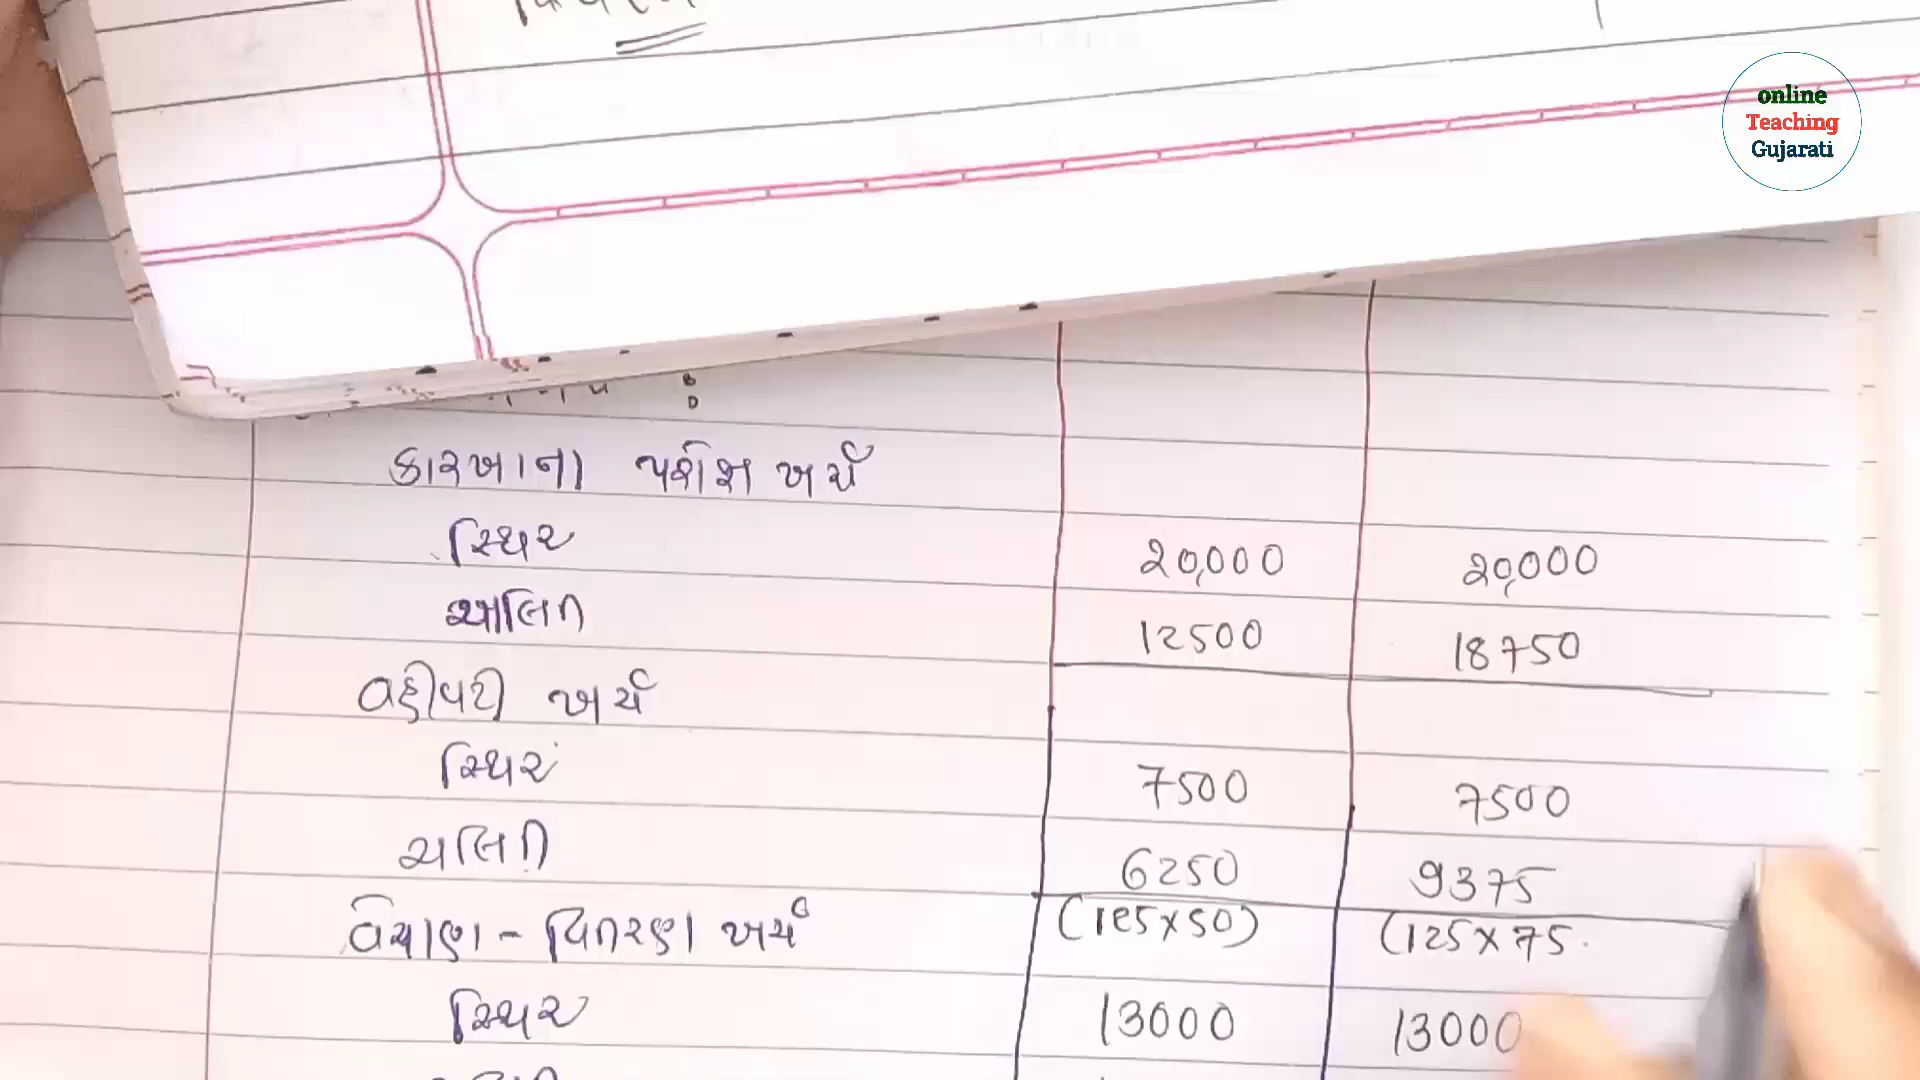 online
Teaching
Gujarati
કારખાના પરોક્ષ ખર્ચ
સ્થિર 20,000 20,000
ચાલિત 12500 18750
વહીવટી ખર્ચ
સ્થિર 7500 7500
ચલિત 6250 9375
(125x50) (125x75
વેચાણ - વિતરણ ખર્ચ
સ્થિર 13000 13000